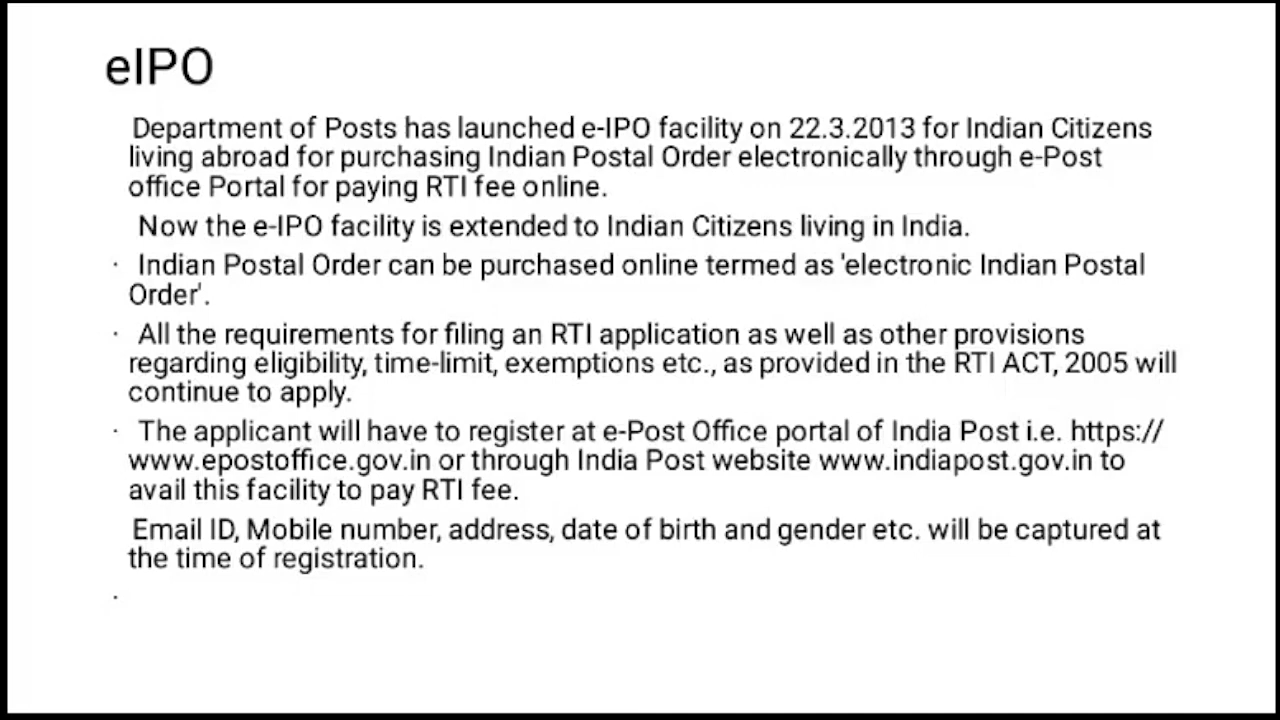 eIPO
Department of Posts has launched e-IPO facility on 22.3.2013 for Indian Citizens
living abroad for purchasing Indian Postal Order electronically through e-Post
office Portal for paying RTI fee online.
Now the e-IPO facility is extended to Indian Citizens living in India.
· Indian Postal Order can be purchased online termed as 'electronic Indian Postal
Order'.
· All the requirements for filing an RTI application as well as other provisions
regarding eligibility, time-limit, exemptions etc., as provided in the RTI ACT, 2005 will
continue to apply.
· The applicant will have to register at e-Post Office portal of India Post i.e. https://
www.epostoffice.gov.in or through India Post website www.indiapost.gov.in to
avail this facility to pay RTI fee.
Email ID, Mobile number, address, date of birth and gender etc. will be captured at
the time of registration.
·